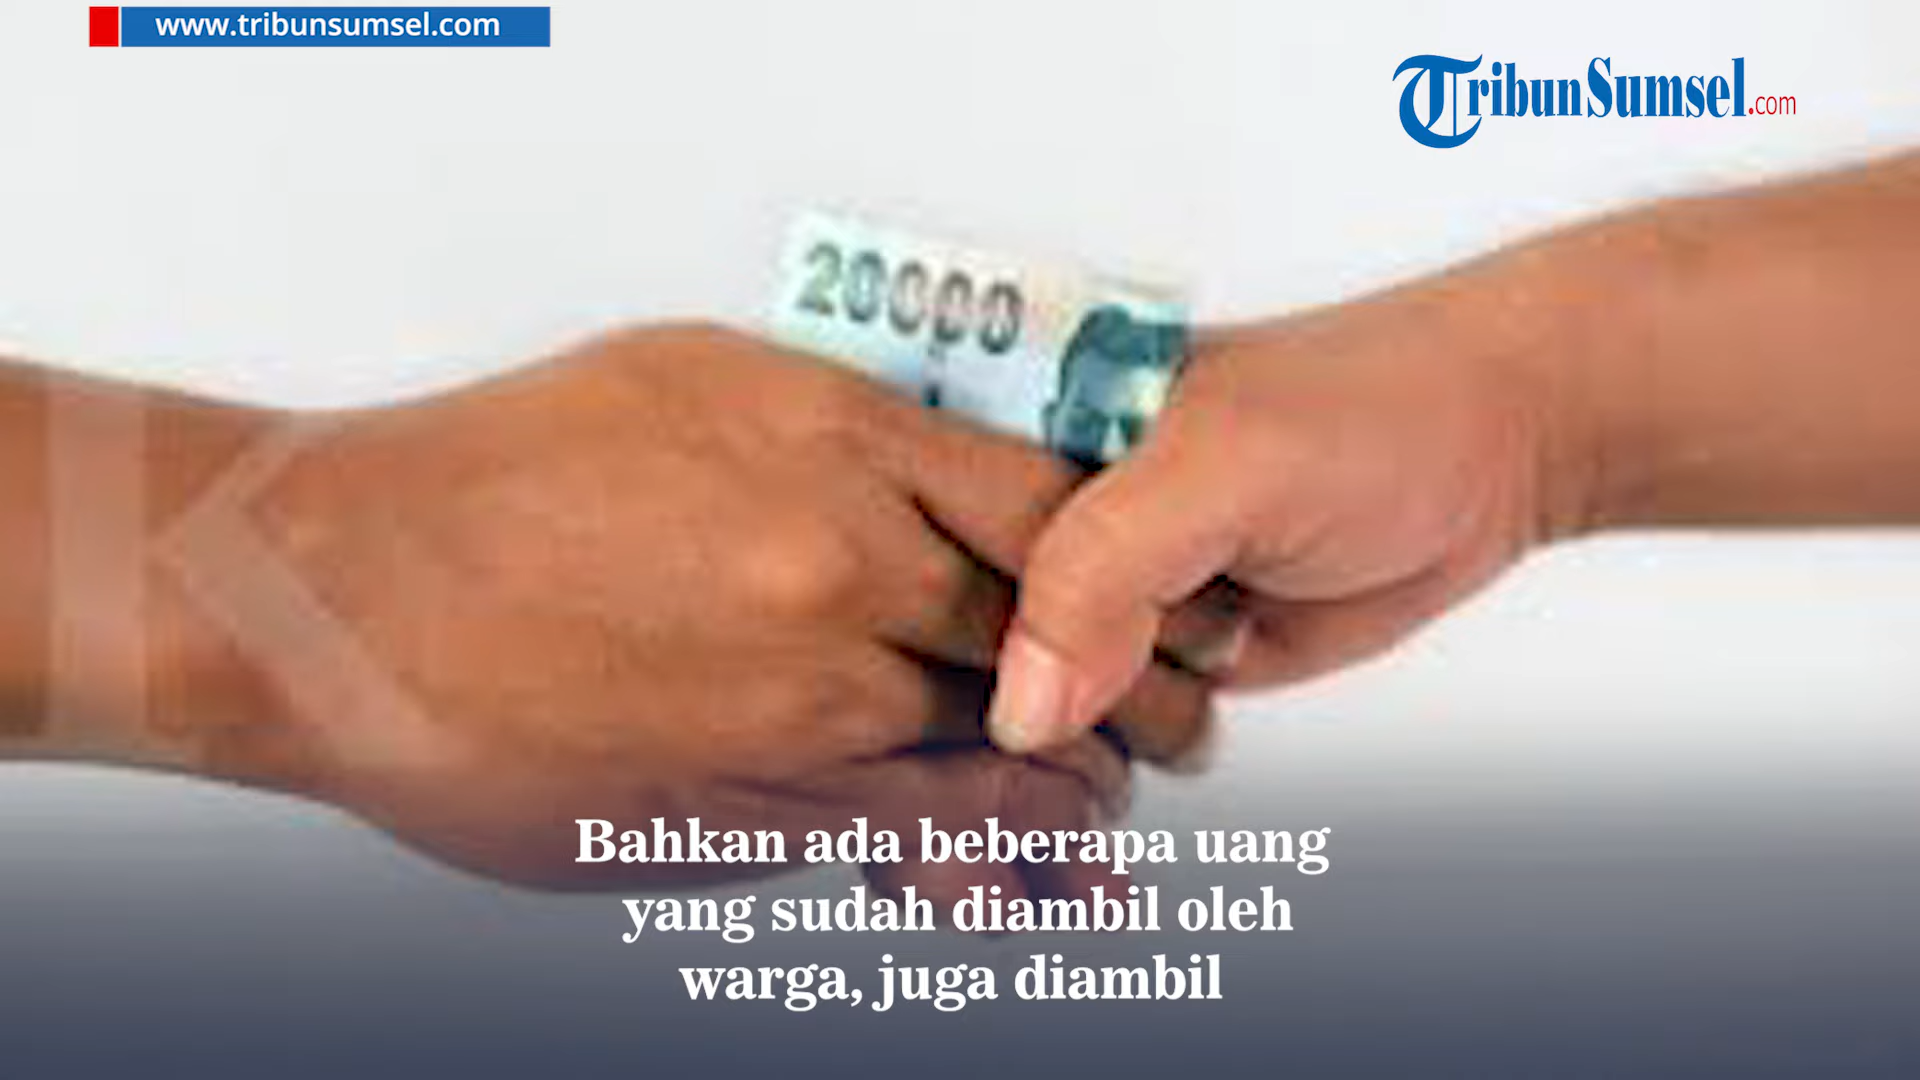 www.tribunsumsel.com
TribunSumsel.com
20000
Bahkan ada beberapa uang
yang sudah diambil oleh
warga, juga diambil